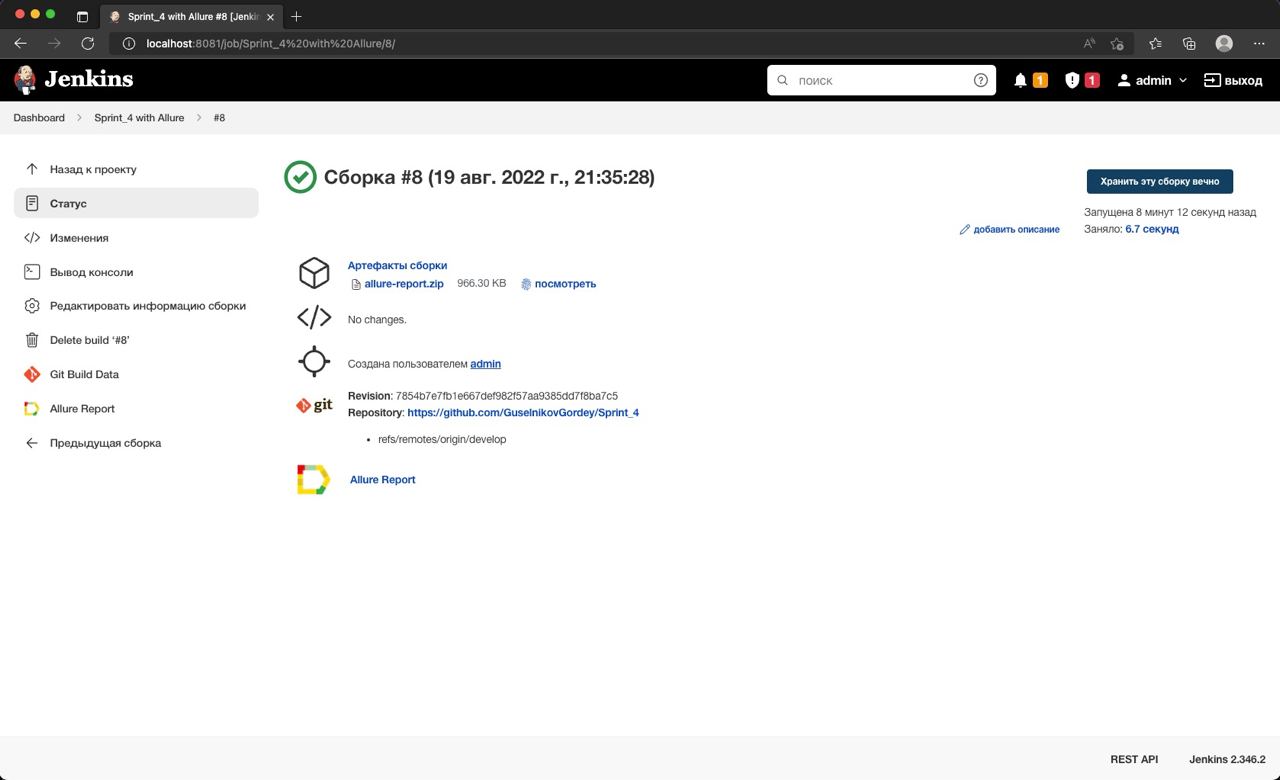 Sprint_4 with Allure #8 [Jenkin
localhost:8081/job/Sprint_4%20with%20Allure/8/
Jenkins
поиск
1
1
admin
выход
Dashboard
Sprint_4 with Allure
#8
Назад к проекту
Статус
Изменения
Вывод консоли
Редактировать информацию сборки
Delete build ‘#8’
Git Build Data
Allure Report
Предыдущая сборка
Сборка #8 (19 авг. 2022 г., 21:35:28)
Хранить эту сборку вечно
Запущена 8 минут 12 секунд назад
Заняло: 6.7 секунд
добавить описание
Артефакты сборки
allure-report.zip 966.30 KB посмотреть
No changes.
Создана пользователем admin
git
Revision: 7854b7e7fb1e667def982f57aa9385dd7f8ba7c5
Repository: https://github.com/GuselnikovGordey/Sprint_4
• refs/remotes/origin/develop
Allure Report
REST API
Jenkins 2.346.2